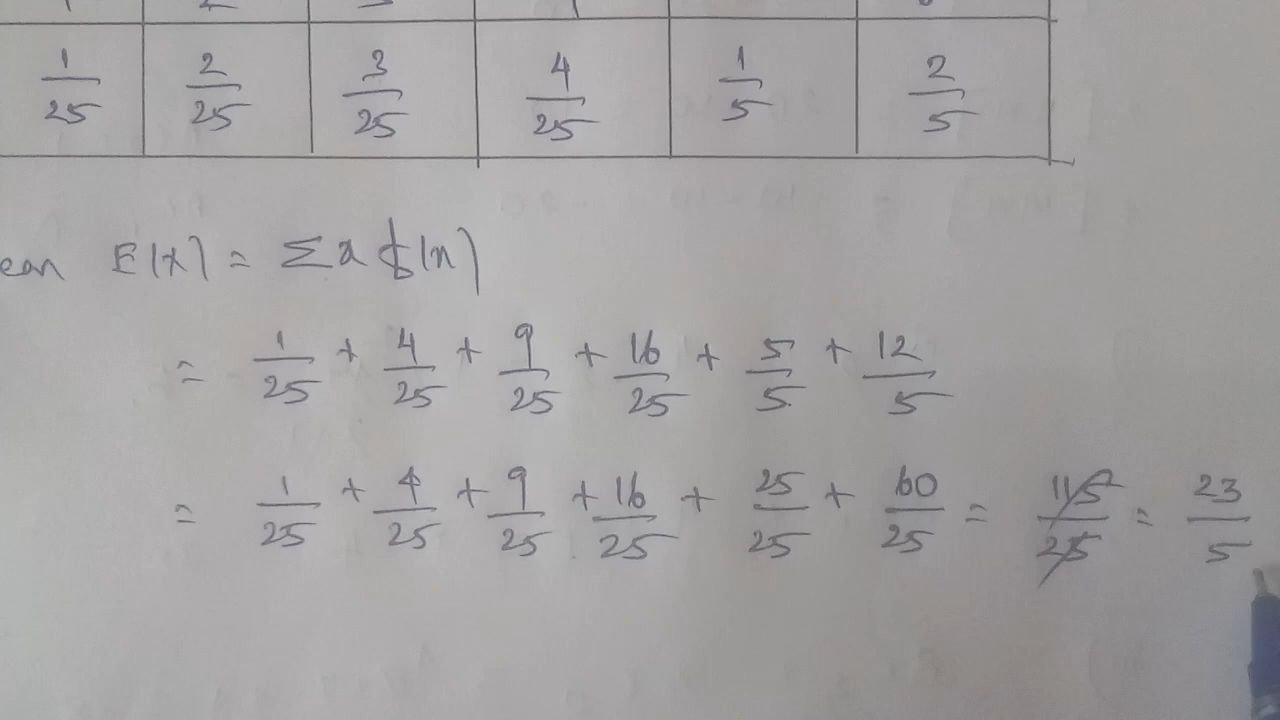 1/25 2/25 3/25 4/25 1/5 2/5
ean E(x) = Σx f(x)
= 1/25 + 4/25 + 9/25 + 16/25 + 5/5 + 12/5
= 1/25 + 4/25 + 9/25 + 16/25 + 25/25 + 60/25 = 115/25 = 23/5